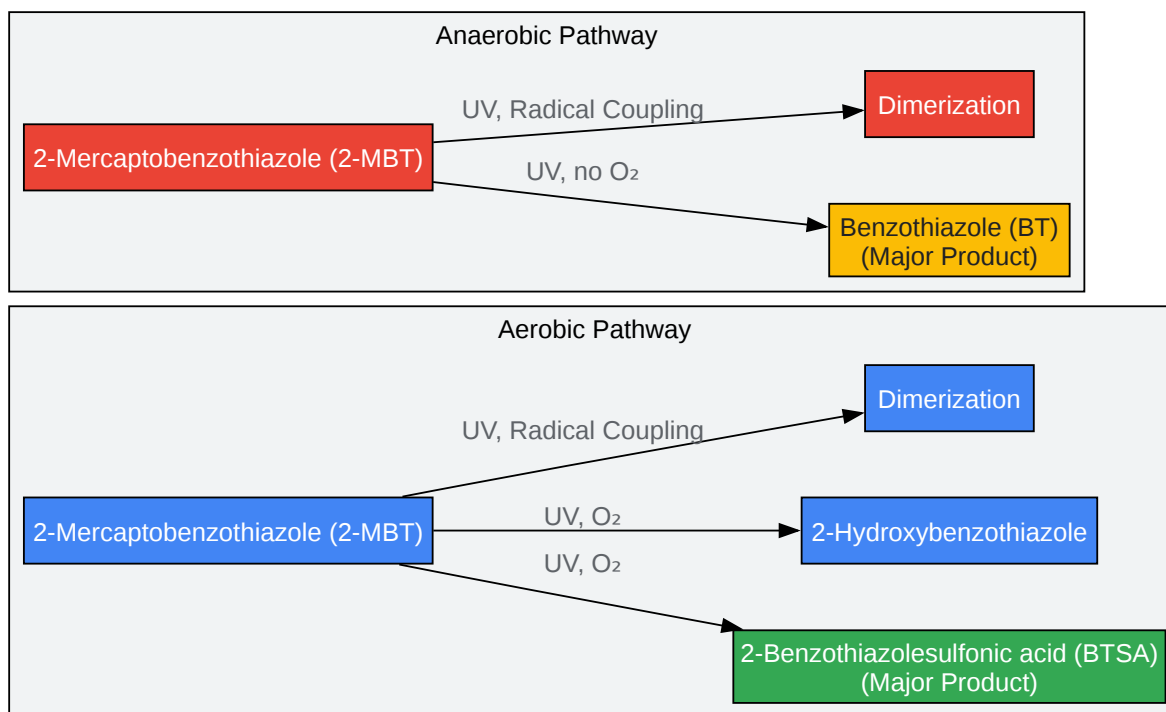 Anaerobic Pathway
UV, Radical Coupling
Dimerization
2-Mercaptobenzothiazole (2-MBT)
UV, no O₂
Benzothiazole (BT)
(Major Product)
Aerobic Pathway
UV, Radical Coupling
Dimerization
2-Mercaptobenzothiazole (2-MBT)
UV, O₂
2-Hydroxybenzothiazole
UV, O₂
2-Benzothiazolesulfonic acid (BTSA)
(Major Product)